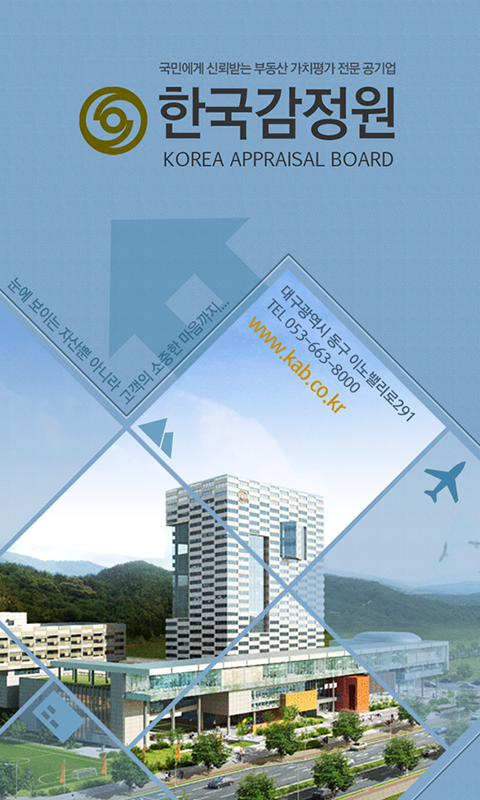 국민에게 신뢰받는 부동산 가치평가 전문 공기업
한국감정원
KOREA APPRAISAL BOARD
눈에 보이는 자산뿐 아니라
고객의 소중한 마음까지...
대구광역시 동구 이노밸리로291
TEL 053-663-8000
www.kab.co.kr